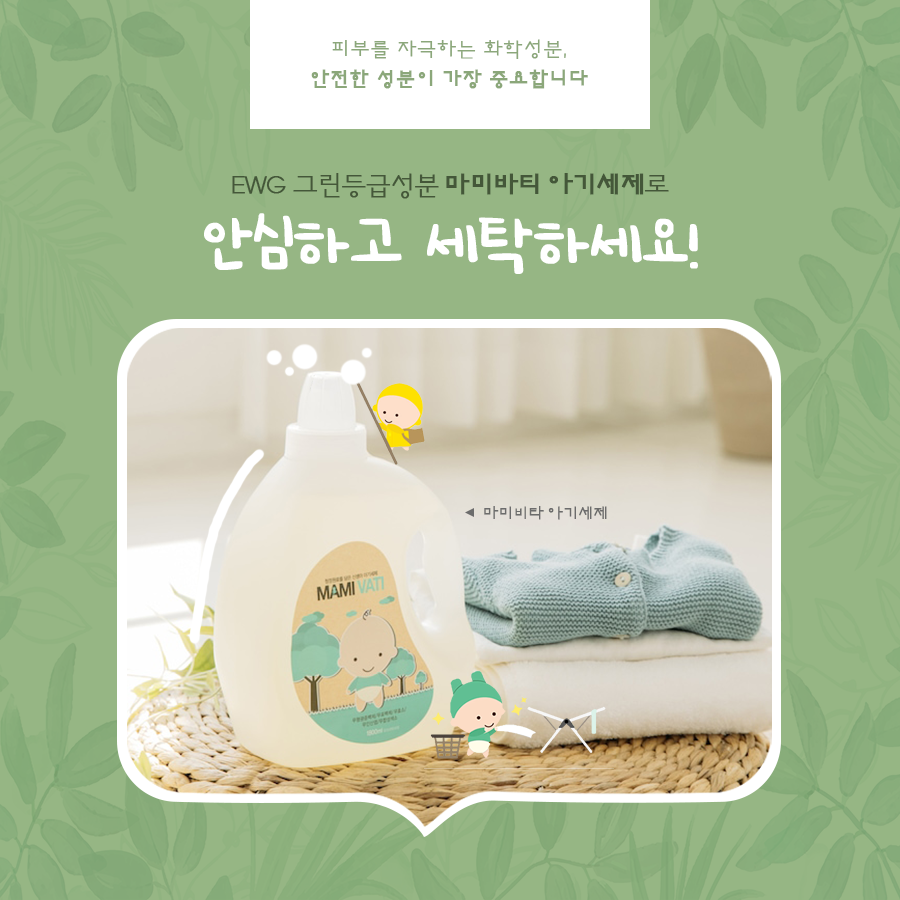 피부를 자극하는 화학성분,
안전한 성분이 가장 중요합니다
EWG 그린등급성분 마미바티 아기세제로
안심하고 세탁하세요!
◀ 마미비타 아기세제
MAMI VATI